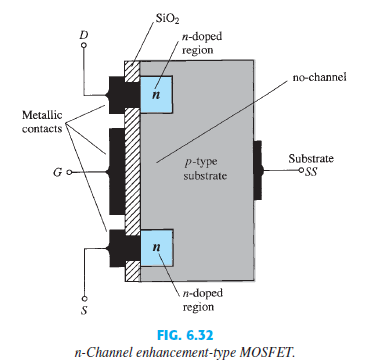 SiO2
D
n-doped
region
n
no-channel
Metallic
contacts
G
p-type
substrate
Substrate
SS
n
n-doped
region
S
FIG. 6.32
n-Channel enhancement-type MOSFET.